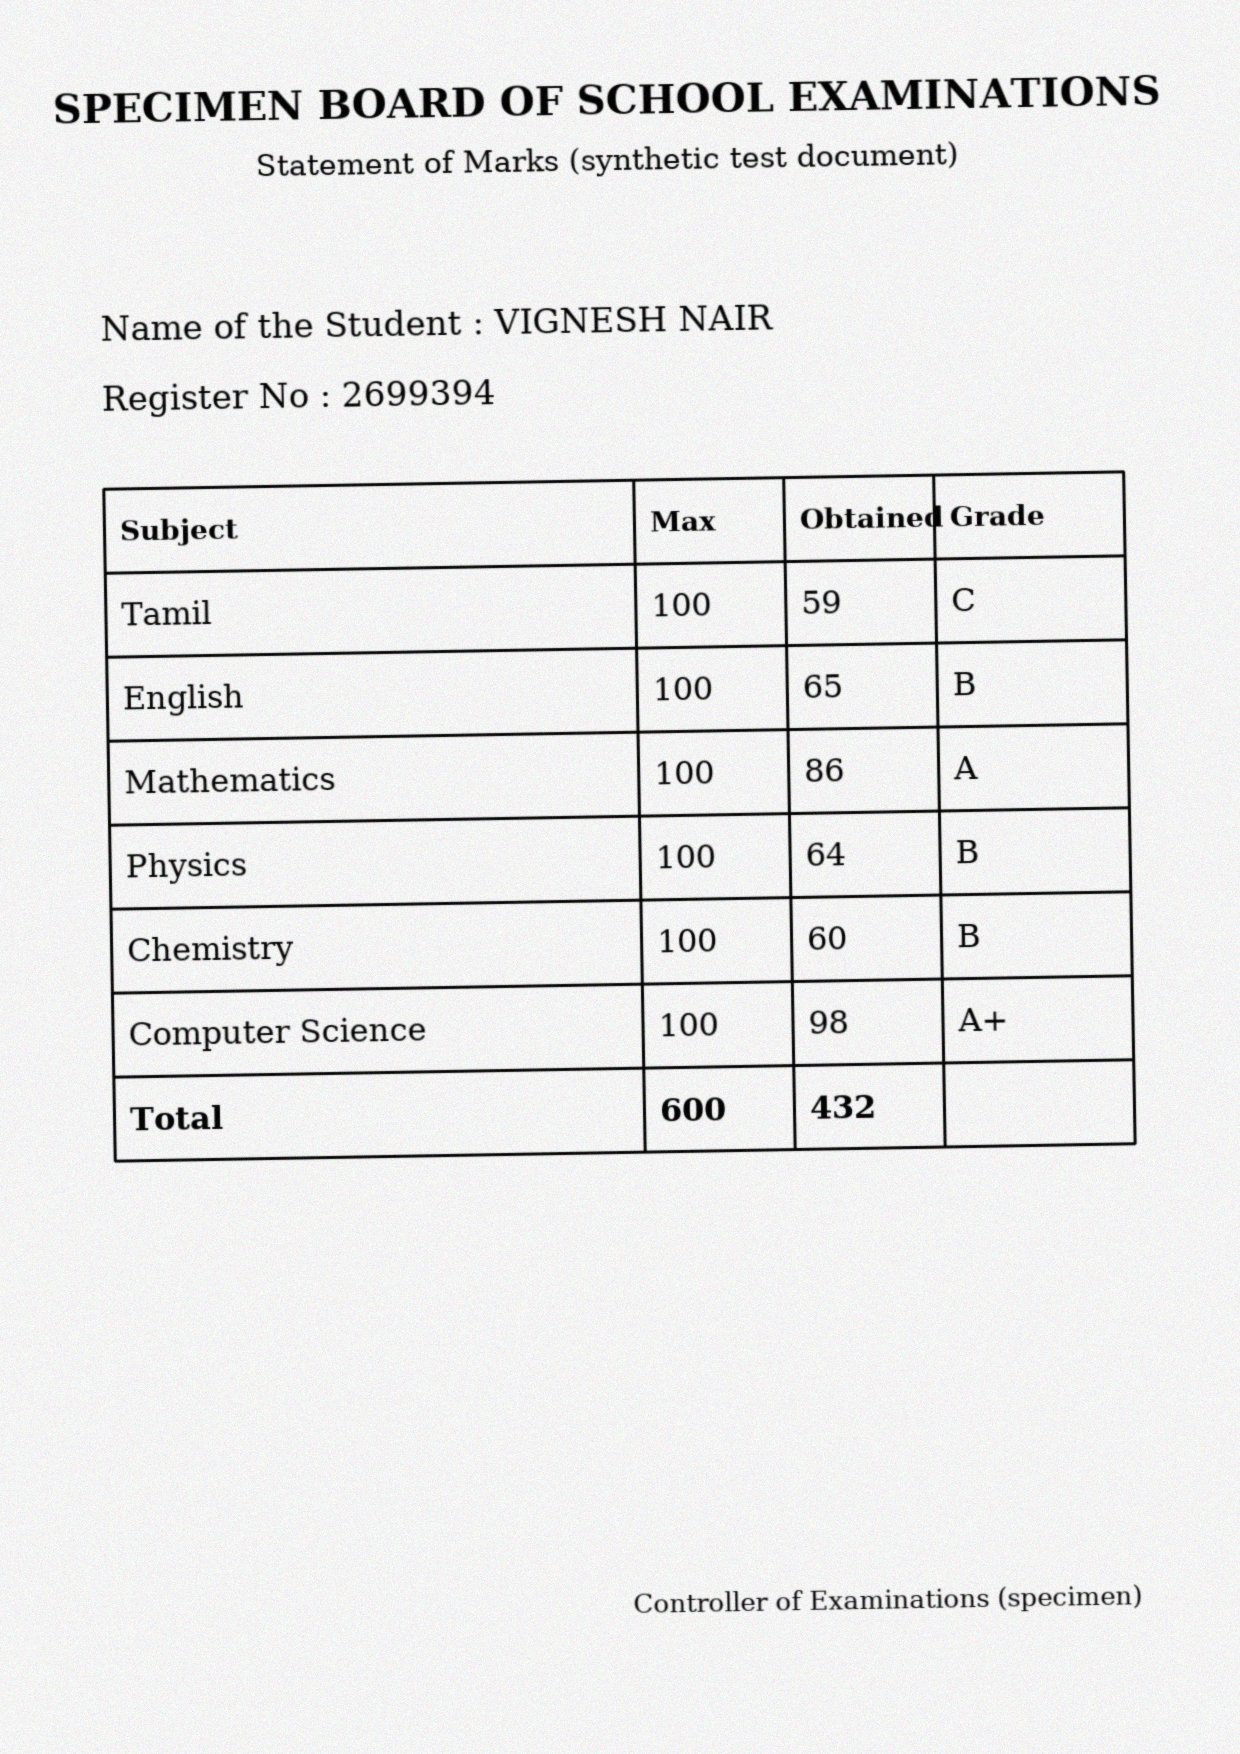 SPECIMEN BOARD OF SCHOOL EXAMINATIONS
Statement of Marks (synthetic test document)
Name of the Student : VIGNESH NAIR
Register No : 2699394
Subject Max Obtained Grade
Tamil 100 59 C
English 100 65 B
Mathematics 100 86 A
Physics 100 64 B
Chemistry 100 60 B
Computer Science 100 98 A+
Total 600 432
Controller of Examinations (specimen)